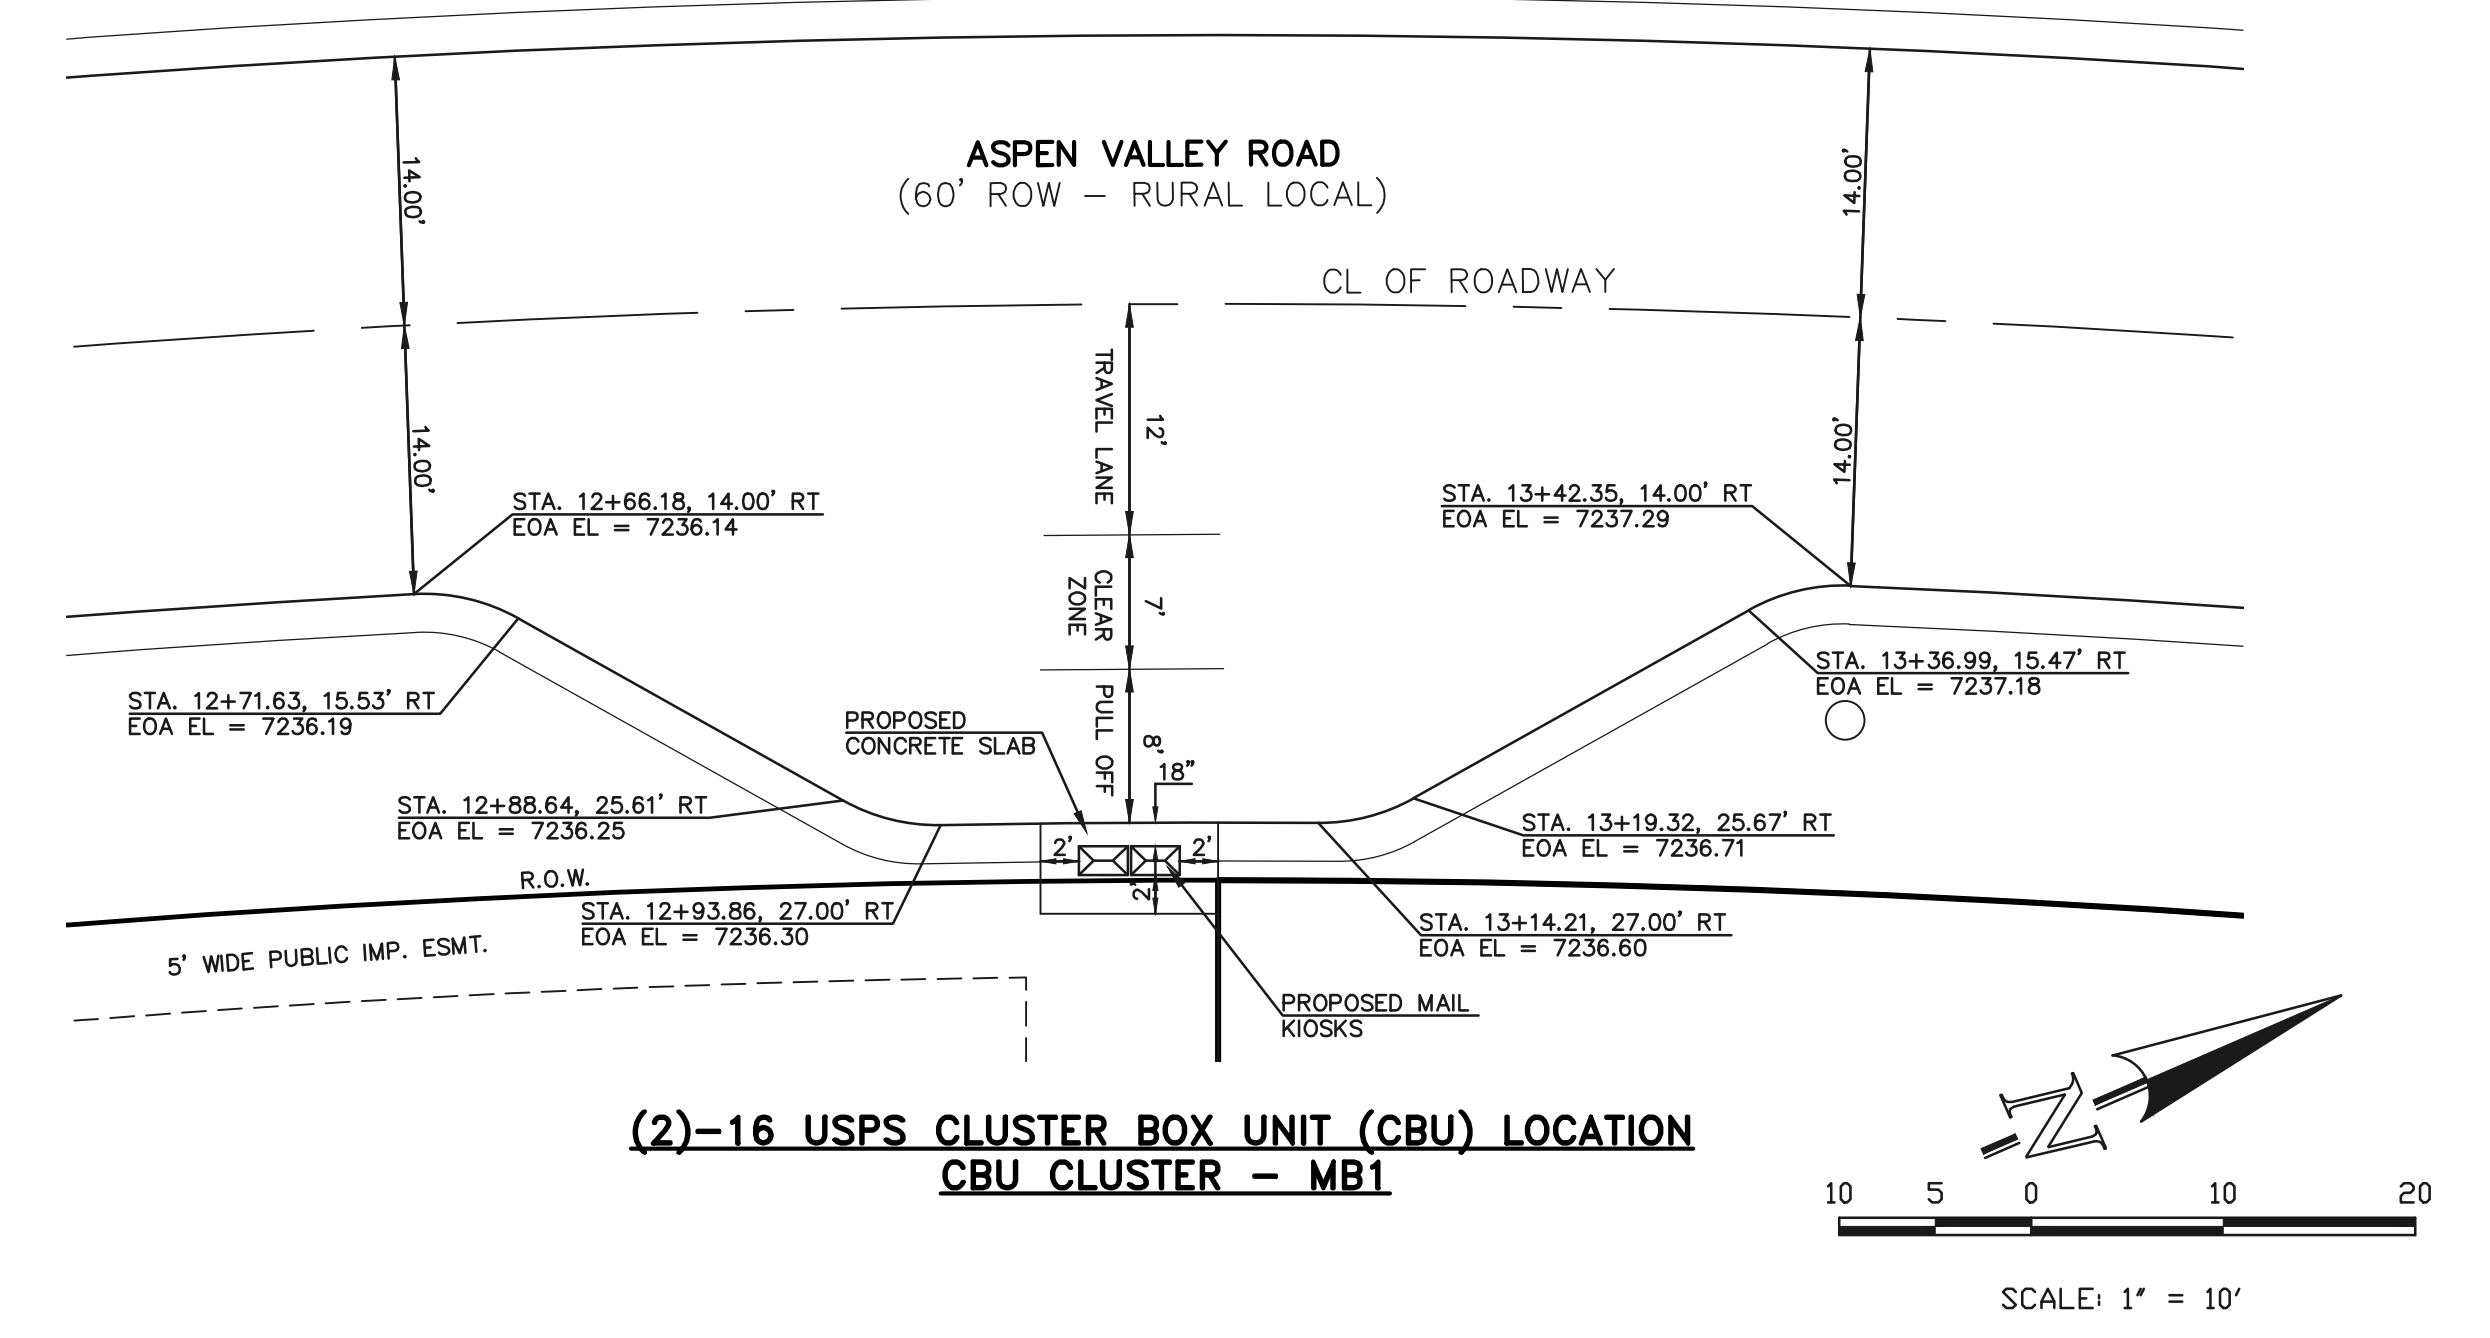 ASPEN VALLEY ROAD
(60' ROW - RURAL LOCAL)
14.00'
14.00'
CL OF ROADWAY
14.00'
14.00'
TRAVEL LANE
12'
CLEAR
ZONE
7'
PULL OFF
8'
18"
STA. 12+66.18, 14.00' RT
EOA EL = 7236.14
STA. 13+42.35, 14.00' RT
EOA EL = 7237.29
STA. 12+71.63, 15.53' RT
EOA EL = 7236.19
STA. 13+36.99, 15.47' RT
EOA EL = 7237.18
PROPOSED
CONCRETE SLAB
STA. 12+88.64, 25.61' RT
EOA EL = 7236.25
STA. 13+19.32, 25.67' RT
EOA EL = 7236.71
2'
2'
2'
R.O.W.
STA. 12+93.86, 27.00' RT
EOA EL = 7236.30
STA. 13+14.21, 27.00' RT
EOA EL = 7236.60
5' WIDE PUBLIC IMP. ESMT.
PROPOSED MAIL
KIOSKS
(2)-16 USPS CLUSTER BOX UNIT (CBU) LOCATION
CBU CLUSTER - MB1
N
10 5 0 10 20
SCALE: 1" = 10'